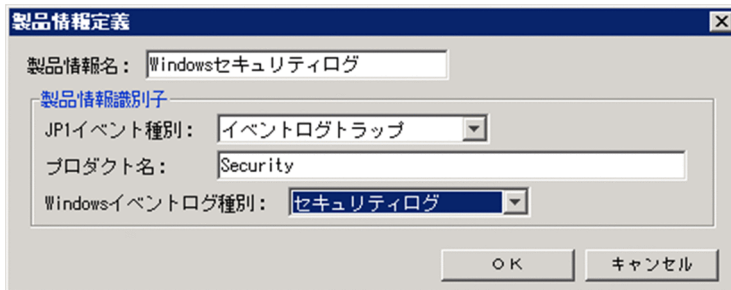 製品情報定義
製品情報名： Windowsセキュリティログ
製品情報識別子
JP1イベント種別： イベントログトラップ
プロダクト名： Security
Windowsイベントログ種別： セキュリティログ
ＯＫ キャンセル